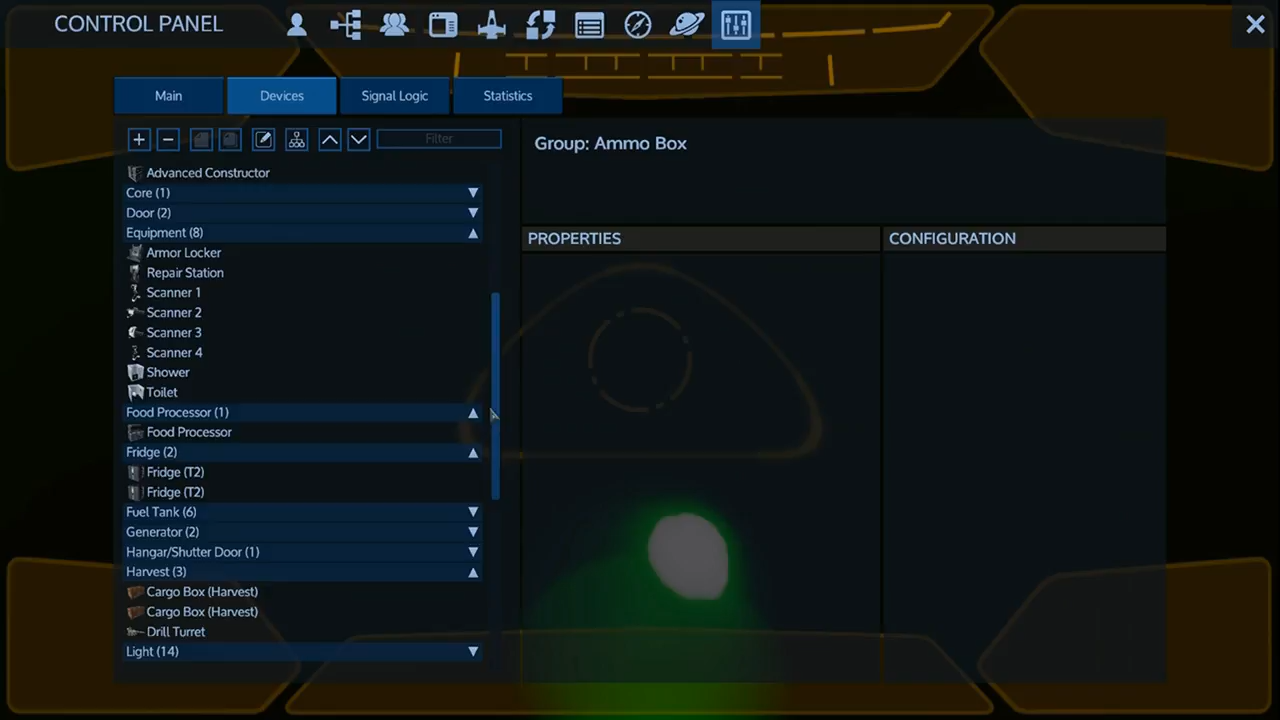 CONTROL PANEL
Main
Devices
Signal Logic
Statistics
Filter
Group: Ammo Box
Advanced Constructor
Core (1)
Door (2)
Equipment (8)
Armor Locker
Repair Station
Scanner 1
Scanner 2
Scanner 3
Scanner 4
Shower
Toilet
Food Processor (1)
Food Processor
Fridge (2)
Fridge (T2)
Fridge (T2)
Fuel Tank (6)
Generator (2)
Hangar/Shutter Door (1)
Harvest (3)
Cargo Box (Harvest)
Cargo Box (Harvest)
Drill Turret
Light (14)
PROPERTIES
CONFIGURATION